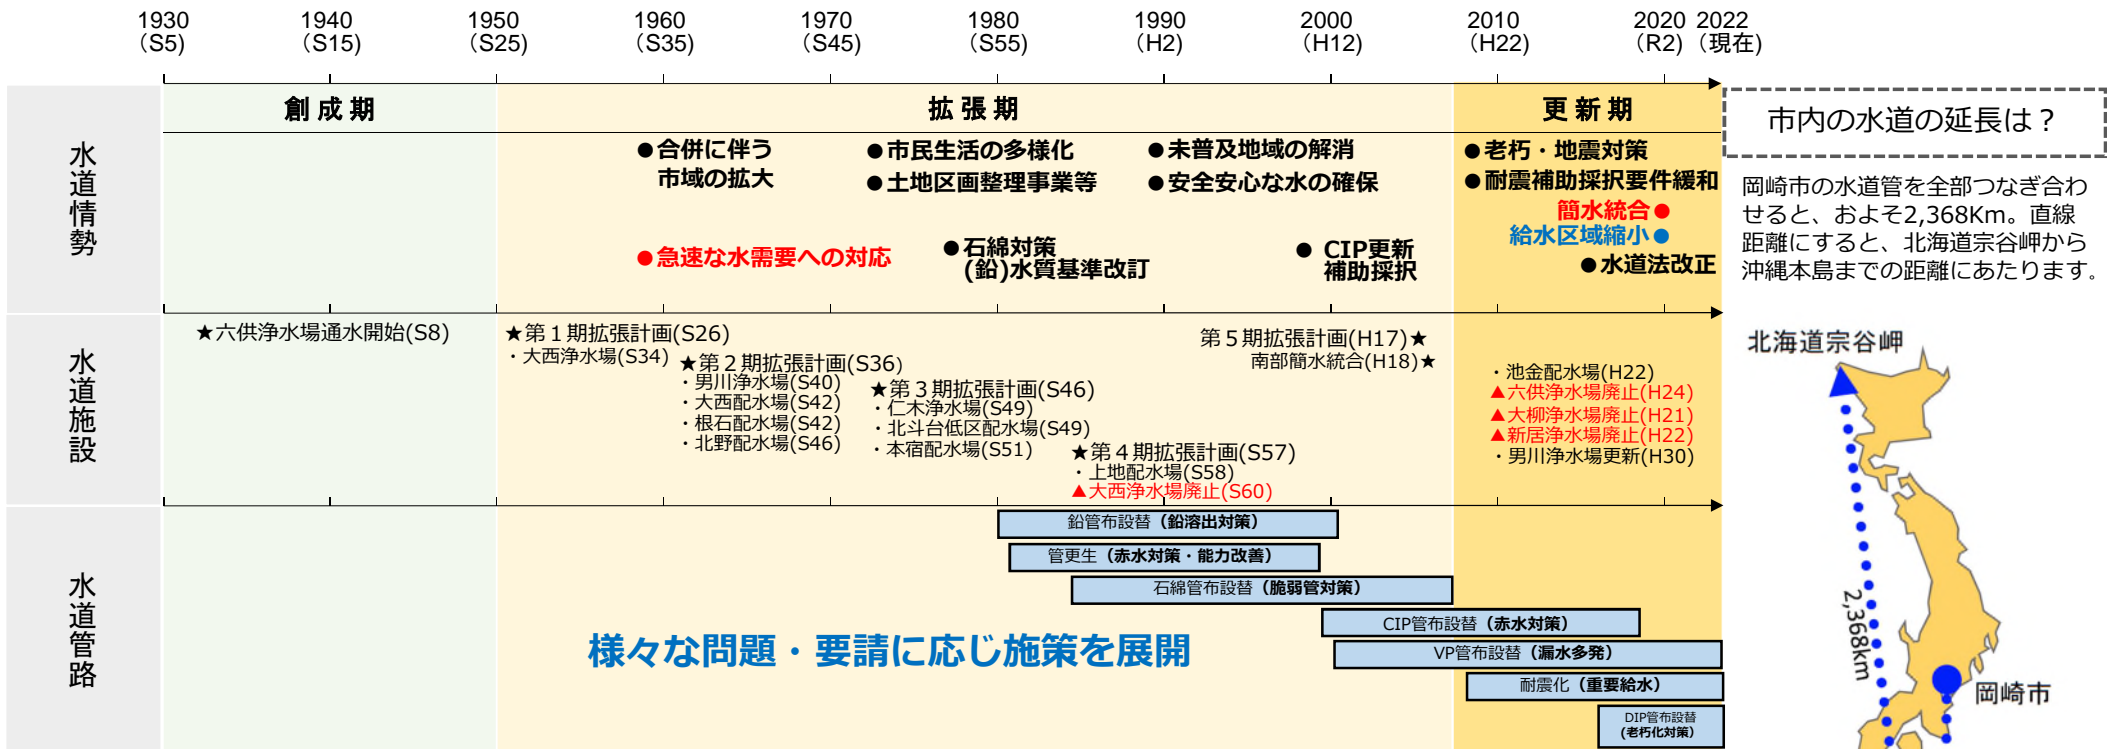 1930 1940 1950 1960 1970 1980 1990 2000 2010 2020 2022
（S5) （S15) （S25) （S35) （S45) （S55) （H2) （H12) （H22) （R2) （現在)
創成期 拡張期 更新期
水道情勢
●合併に伴う
市域の拡大
●急速な水需要への対応
●市民生活の多様化
●土地区画整理事業等
●石綿対策
(鉛)水質基準改訂
●未普及地域の解消
●安全安心な水の確保
● CIP更新
補助採択
●老朽・地震対策
●耐震補助採択要件緩和
簡水統合●
給水区域縮小●
●水道法改正
水道施設
★六供浄水場通水開始(S8)
★第１期拡張計画(S26)
・大西浄水場(S34)
★第２期拡張計画(S36)
・男川浄水場(S40)
・大西配水場(S42)
・根石配水場(S42)
・北野配水場(S46)
★第３期拡張計画(S46)
・仁木浄水場(S49)
・北斗台低区配水場(S49)
・本宿配水場(S51)
★第４期拡張計画(S57)
・上地配水場(S58)
▲大西浄水場廃止(S60)
第５期拡張計画(H17)★
南部簡水統合(H18)★
・池金配水場(H22)
▲六供浄水場廃止(H24)
▲大柳浄水場廃止(H21)
▲新居浄水場廃止(H22)
・男川浄水場更新(H30)
水道管路
鉛管布設替（鉛溶出対策）
管更生（赤水対策・能力改善）
石綿管布設替（脆弱管対策）
CIP管布設替（赤水対策）
VP管布設替（漏水多発）
耐震化（重要給水）
DIP管布設替
(老朽化対策）
様々な問題・要請に応じ施策を展開
市内の水道の延長は？
岡崎市の水道管を全部つなぎ合わ
せると、およそ2,368Km。直線
距離にすると、北海道宗谷岬から
沖縄本島までの距離にあたります。
北海道宗谷岬
2,368km
岡崎市